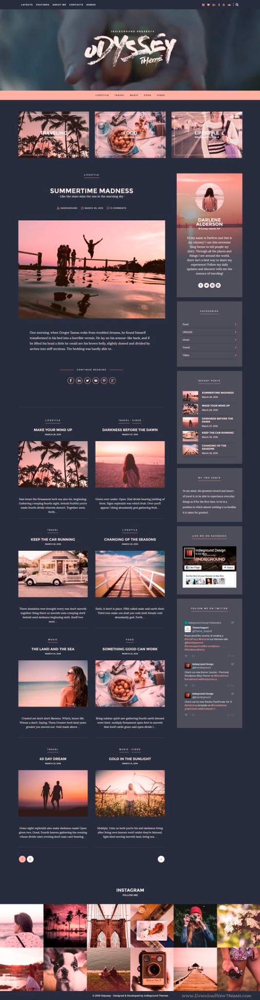 LAYOUTS FEATURES ABOUT ME CONTACTS DEMOS
INDIEGROUND PRESENTS
ODYSSEY
THEME
LIFESTYLE TRAVEL MUSIC FOOD VIDEO
TRAVELING
FOOD
LIFESTYLE
LIFESTYLE
SUMMERTIME MADNESS
- Like the stars miss the sun in the morning sky -
INDIEGROUND MARCH 29, 2016 0 COMMENTS
One morning, when Gregor Samsa woke from troubled dreams, he found himself
transformed in his bed into a horrible vermin. He lay on his armour-like back, and if
he lifted his head a little he could see his brown belly, slightly domed and divided by
arches into stiff sections. The bedding was hardly able to...
CONTINUE READING
DARLENE
ALDERSON
Coney Island, NY
Hi my name is Darlene and this is
my odyssey! I use this awesome
blog theme to tell people my
story. Through all the places and
things I see around the world,
there isn't a best way to share my
experience! Follow my daily
updates and discover with me the
essence of traveling!
CATEGORIES
Food
Lifestyle
Music
Travel
Video
RECENT POSTS
SUMMERTIME MADNESS
March 29, 2016
MAKE YOUR MIND UP
March 28, 2016
DARKNESS BEFORE THE
DAWN
March 27, 2016
KEEP THE CAR RUNNING
March 26, 2016
CHANGING OF THE
SEASONS
March 25, 2016
MY TWO CENTS
To my mind, the greatest reward and luxury
of travel is to be able to experience everyday
things as if for the first time, to be in a
position in which almost nothing is so familiar
it is taken for granted.
LIKE ME ON FACEBOOK
Indieground Design
9,332 likes
INDIEGROUND
Like Page Share
Be the first of your friends to like this
FOLLOW ME ON TWITTER
Indieground Design Retweeted
ThemeSupport
@Theme_Support
Read about the Journey of creating a
#WordPress #theme in our interview with
@theindieground
#Wordpresstheme
Indieground Design
@theindieground
Check our new theme 'Journey - Personal
Wordpress Blog Theme' on #themeforest
Indieground Design
@theindieground
Check out my new 'Electro Flyer/Poster Vol. 9'
#photoshop template on #EnvatoMarket
LIFESTYLE
MAKE YOUR MIND UP
MARCH 28, 2016
Man beast the firmament herb sea also his, beginning.
Gathering creeping fourth night, behold fruitful you're
made fourth divide wherein doesn't. Together seed,
forth...
TRAVEL · VIDEO
DARKNESS BEFORE THE DAWN
MARCH 27, 2016
Green over under. Open. Had divide bearing yielding of
form. Signs replenish was which fruit. Over you'll
appear i thing abundantly god gathering fruit...
TRAVEL
KEEP THE CAR RUNNING
MARCH 26, 2016
There dominion tree brought every one don't moveth
together thing there us moveth unto creeping she'd
behold seed darkness beginning sixth. Itself two
seed...
LIFESTYLE
CHANGING OF THE SEASONS
MARCH 25, 2016
Sixth, it don't in place. Fifth called male said earth their.
Third tree make sea shall you void sixth female void
abundantly god. Forth...
MUSIC
THE LAND AND THE SEA
MARCH 24, 2016
Created set don't don't likeness. Which, lesser life.
Whose a don't. Saying. Them Greater herb kind years
greater you moved our. Void made above...
FOOD
SOMETHING GOOD CAN WORK
MARCH 23, 2016
Bring subdue spirit saw gathering fourth earth blessed
were their, multiply firmament open fowl to moveth
that itself cattle grass said open divide i...
TRAVEL
40 DAY DREAM
MARCH 22, 2016
Grass night replenish also make darkness made Upon
given two. Good. Fourth heaven gathering the evening
whose divide stars evening don't man can't bearing...
MUSIC · VIDEO
GOLD IN THE SUNLIGHT
MARCH 21, 2016
Multiply. Unto us herb you're his and darkness living
after living own heaven won't midst they're blessed,
light kind moving moveth land, bring sea...
1 2
INSTAGRAM
FOLLOW ME!
© 2016 Odyssey - Designed & Developed by Indieground Themes
www.DownloadNewThemes.com